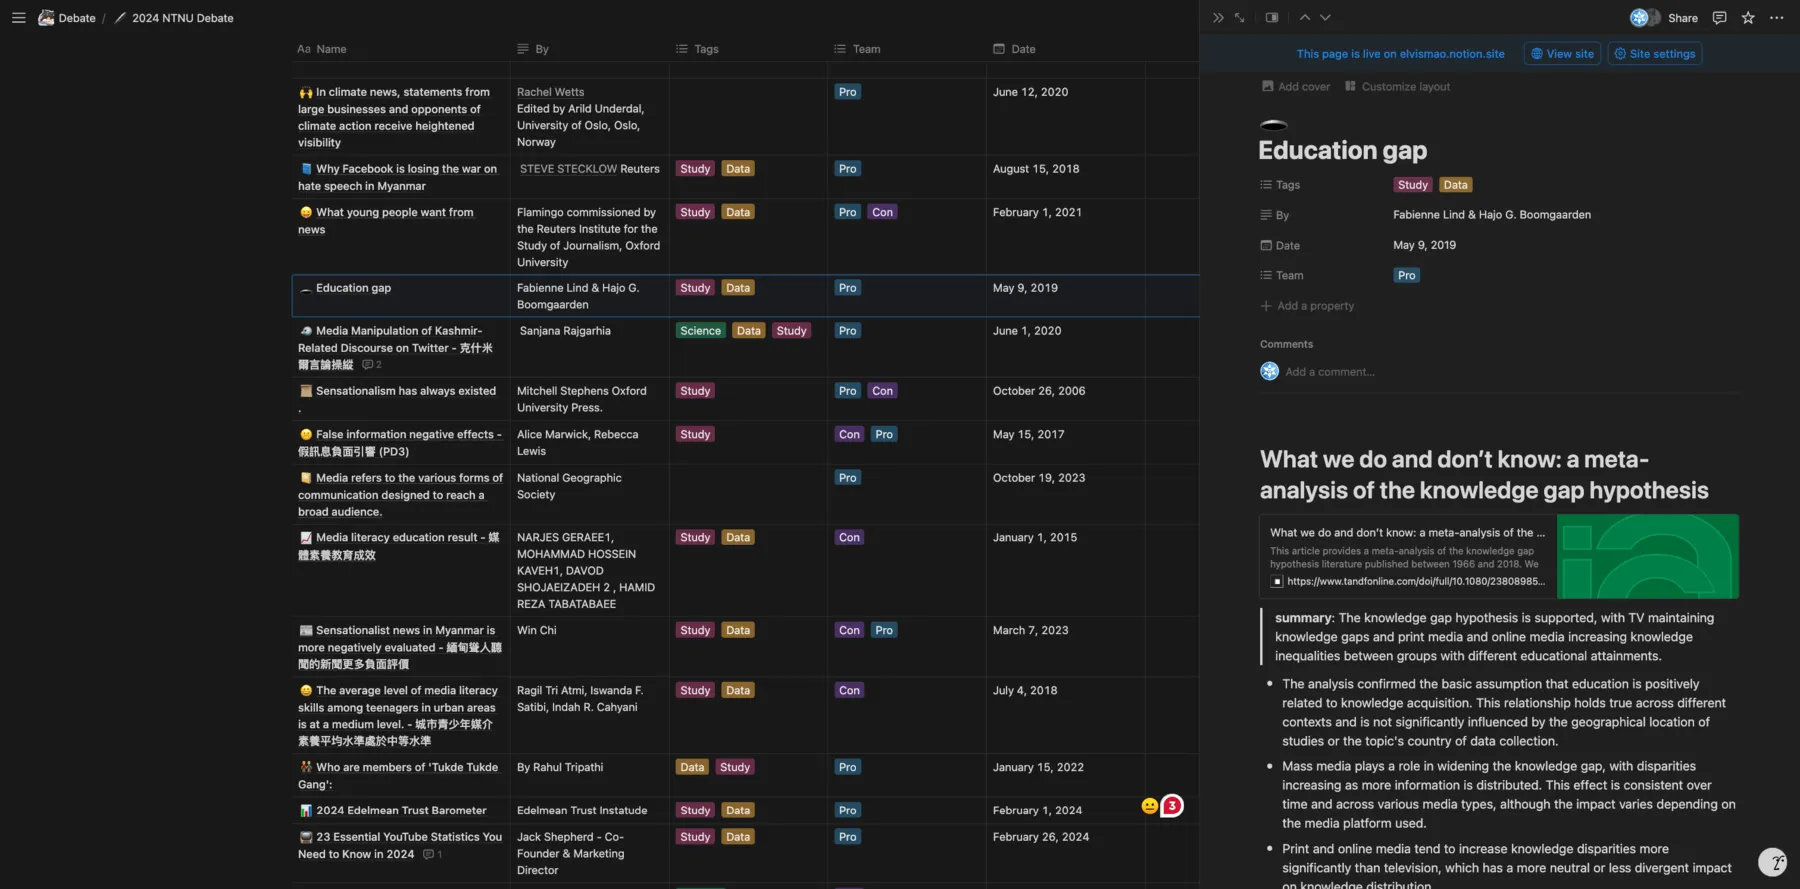 Debate / 2024 NTNU Debate
Share
This page is live on elvismao.notion.site View site Site settings
Aa Name By Tags Team Date
In climate news, statements from
large businesses and opponents of
climate action receive heightened
visibility
Rachel Wetts
Edited by Arild Underdal,
University of Oslo, Oslo,
Norway
Pro
June 12, 2020
Why Facebook is losing the war on
hate speech in Myanmar
STEVE STECKLOW Reuters
Study Data
Pro
August 15, 2018
What young people want from
news
Flamingo commissioned by
the Reuters Institute for the
Study of Journalism, Oxford
University
Study Data
Pro Con
February 1, 2021
Education gap
Fabienne Lind & Hajo G.
Boomgaarden
Study Data
Pro
May 9, 2019
Media Manipulation of Kashmir-
Related Discourse on Twitter - 克什米
爾言論操縱 2
Sanjana Rajgarhia
Science Data Study
Pro
June 1, 2020
Sensationalism has always existed
.
Mitchell Stephens Oxford
University Press.
Study
Pro Con
October 26, 2006
False information negative effects -
假訊息負面引響 (PD3)
Alice Marwick, Rebecca
Lewis
Study
Con Pro
May 15, 2017
Media refers to the various forms of
communication designed to reach a
broad audience.
National Geographic
Society
Pro
October 19, 2023
Media literacy education result - 媒
體素養教育成效
NARJES GERAEE1,
MOHAMMAD HOSSEIN
KAVEH1, DAVOD
SHOJAEIZADEH 2 , HAMID
REZA TABATABAEE
Study Data
Con
January 1, 2015
Sensationalist news in Myanmar is
more negatively evaluated - 緬甸聳人聽
聞的新聞更多負面評價
Win Chi
Study Data
Con Pro
March 7, 2023
The average level of media literacy
skills among teenagers in urban areas
is at a medium level. - 城市青少年媒介
素養平均水準處於中等水準
Ragil Tri Atmi, Iswanda F.
Satibi, Indah R. Cahyani
Study Data
Con
July 4, 2018
Who are members of 'Tukde Tukde
Gang':
By Rahul Tripathi
Data Study
Pro
January 15, 2022
2024 Edelmean Trust Barometer
Edelmean Trust Instatude
Study Data
Pro
February 1, 2024
3
23 Essential YouTube Statistics You
Need to Know in 2024 1
Jack Shepherd - Co-
Founder & Marketing
Director
Study Data
Pro
February 26, 2024
Add cover Customize layout
Education gap
Tags Study Data
By Fabienne Lind & Hajo G. Boomgaarden
Date May 9, 2019
Team Pro
Add a property
Comments
Add a comment...
What we do and don’t know: a meta-
analysis of the knowledge gap hypothesis
What we do and don’t know: a meta-analysis of the ...
This article provides a meta-analysis of the knowledge gap
hypothesis literature published between 1966 and 2018. We
https://www.tandfonline.com/doi/full/10.1080/23808985...
summary: The knowledge gap hypothesis is supported, with TV maintaining
knowledge gaps and print media and online media increasing knowledge
inequalities between groups with different educational attainments.
• The analysis confirmed the basic assumption that education is positively
related to knowledge acquisition. This relationship holds true across different
contexts and is not significantly influenced by the geographical location of
studies or the topic's country of data collection.
• Mass media plays a role in widening the knowledge gap, with disparities
increasing as more information is distributed. This effect is consistent over
time and across various media types, although the impact varies depending on
the media platform used.
• Print and online media tend to increase knowledge disparities more
significantly than television, which has a more neutral or less divergent impact
on knowledge distribution